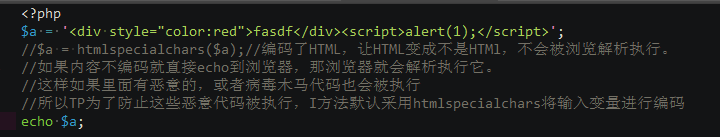 <?php
$a = '<div style="color:red">fasdf</div><script>alert(1);</script>';
//$a = htmlspecialchars($a);//编码了HTML，让HTML变成不是HTMl，不会被浏览解析执行。
//如果内容不编码就直接echo到浏览器，那浏览器就会解析执行它。
//这样如果里面有恶意的，或者病毒木马代码也会被执行
//所以TP为了防止这些恶意代码被执行，I方法默认采用htmlspecialchars将输入变量进行编码
echo $a;